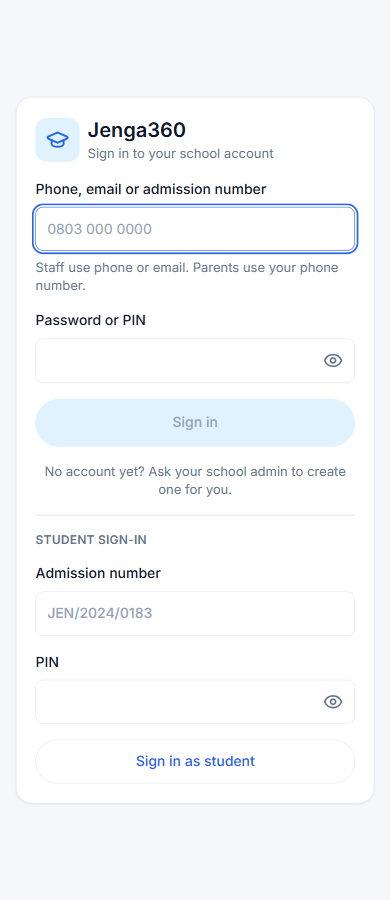 Jenga360
Sign in to your school account
Phone, email or admission number
0803 000 0000
Staff use phone or email. Parents use your phone
number.
Password or PIN
Sign in
No account yet? Ask your school admin to create
one for you.
STUDENT SIGN-IN
Admission number
JEN/2024/0183
PIN
Sign in as student